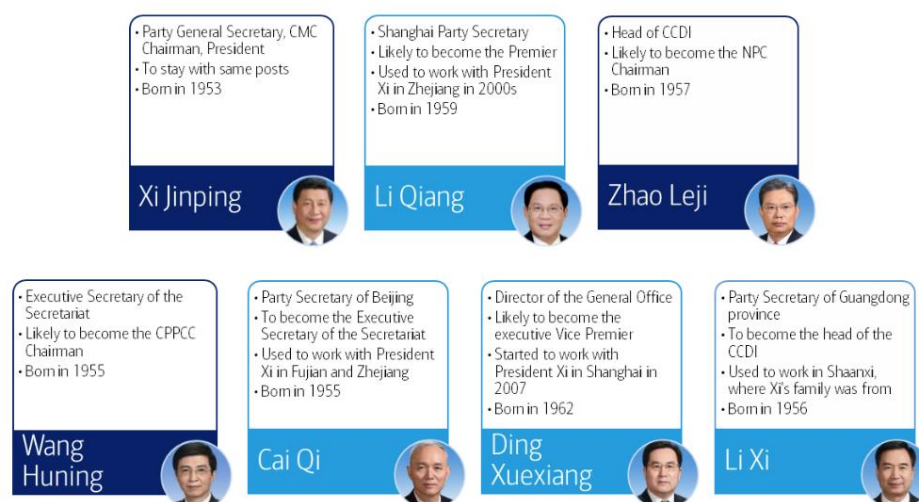 • Party General Secretary, CMC
Chairman, President
• To stay with same posts
• Born in 1953
Xi Jinping
• Shanghai Party Secretary
• Likely to become the Premier
• Used to work with President
Xi in Zhejiang in 2000s
• Born in 1959
Li Qiang
• Head of CCDI
• Likely to become the NPC
Chairman
• Born in 1957
Zhao Leji
• Executive Secretary of the
Secretariat
• Likely to become the CPPCC
Chairman
• Born in 1955
Wang
Huning
• Party Secretary of Beijing
• To become the Executive
Secretary of the Secretariat
• Used to work with President
Xi in Fujian and Zhejiang
• Born in 1955
Cai Qi
• Director of the General Office
• Likely to become the
executive Vice Premier
• Started to work with
President Xi in Shanghai in
2007
• Born in 1962
Ding
Xuexiang
• Party Secretary of Guangdong
province
• To become the head of the
CCDI
• Used to work in Shaanxi,
where Xi's family was from
• Born in 1956
Li Xi